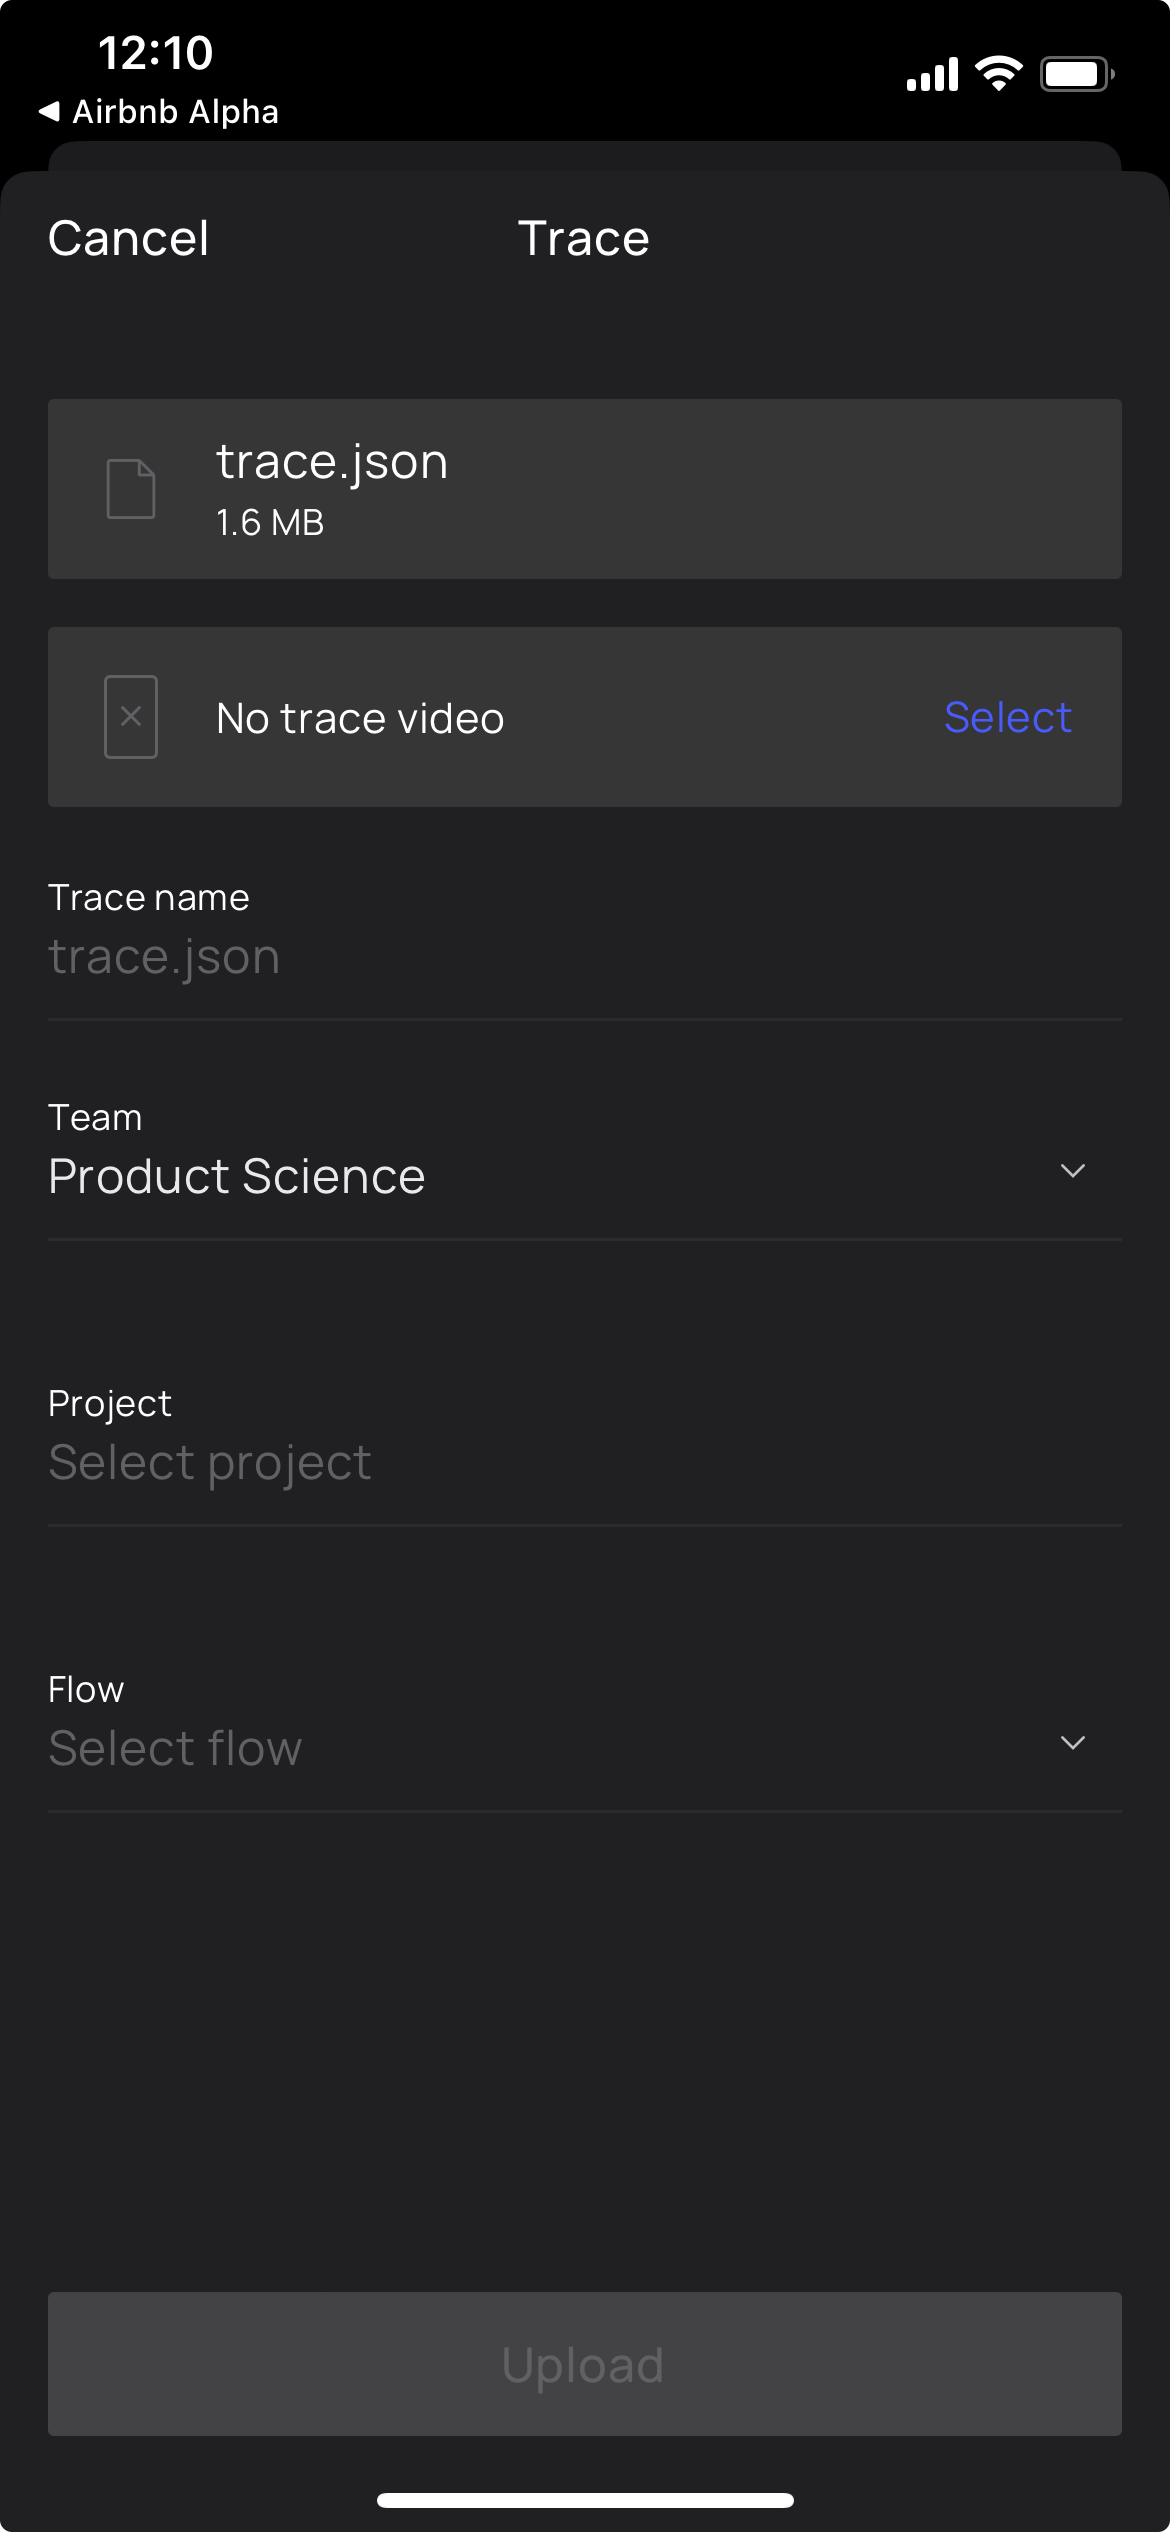 12:10
◀ Airbnb Alpha
Cancel
Trace
trace.json
1.6 MB
No trace video
Select
Trace name
trace.json
Team
Product Science
Project
Select project
Flow
Select flow
Upload